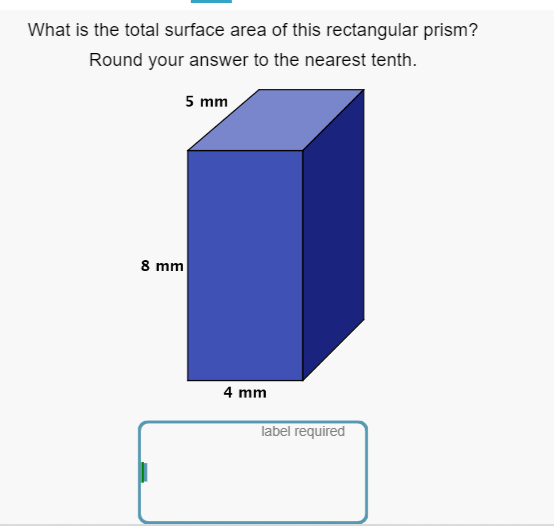 What is the total surface area of this rectangular prism?
Round your answer to the nearest tenth.
5 mm
8 mm
4 mm
label required